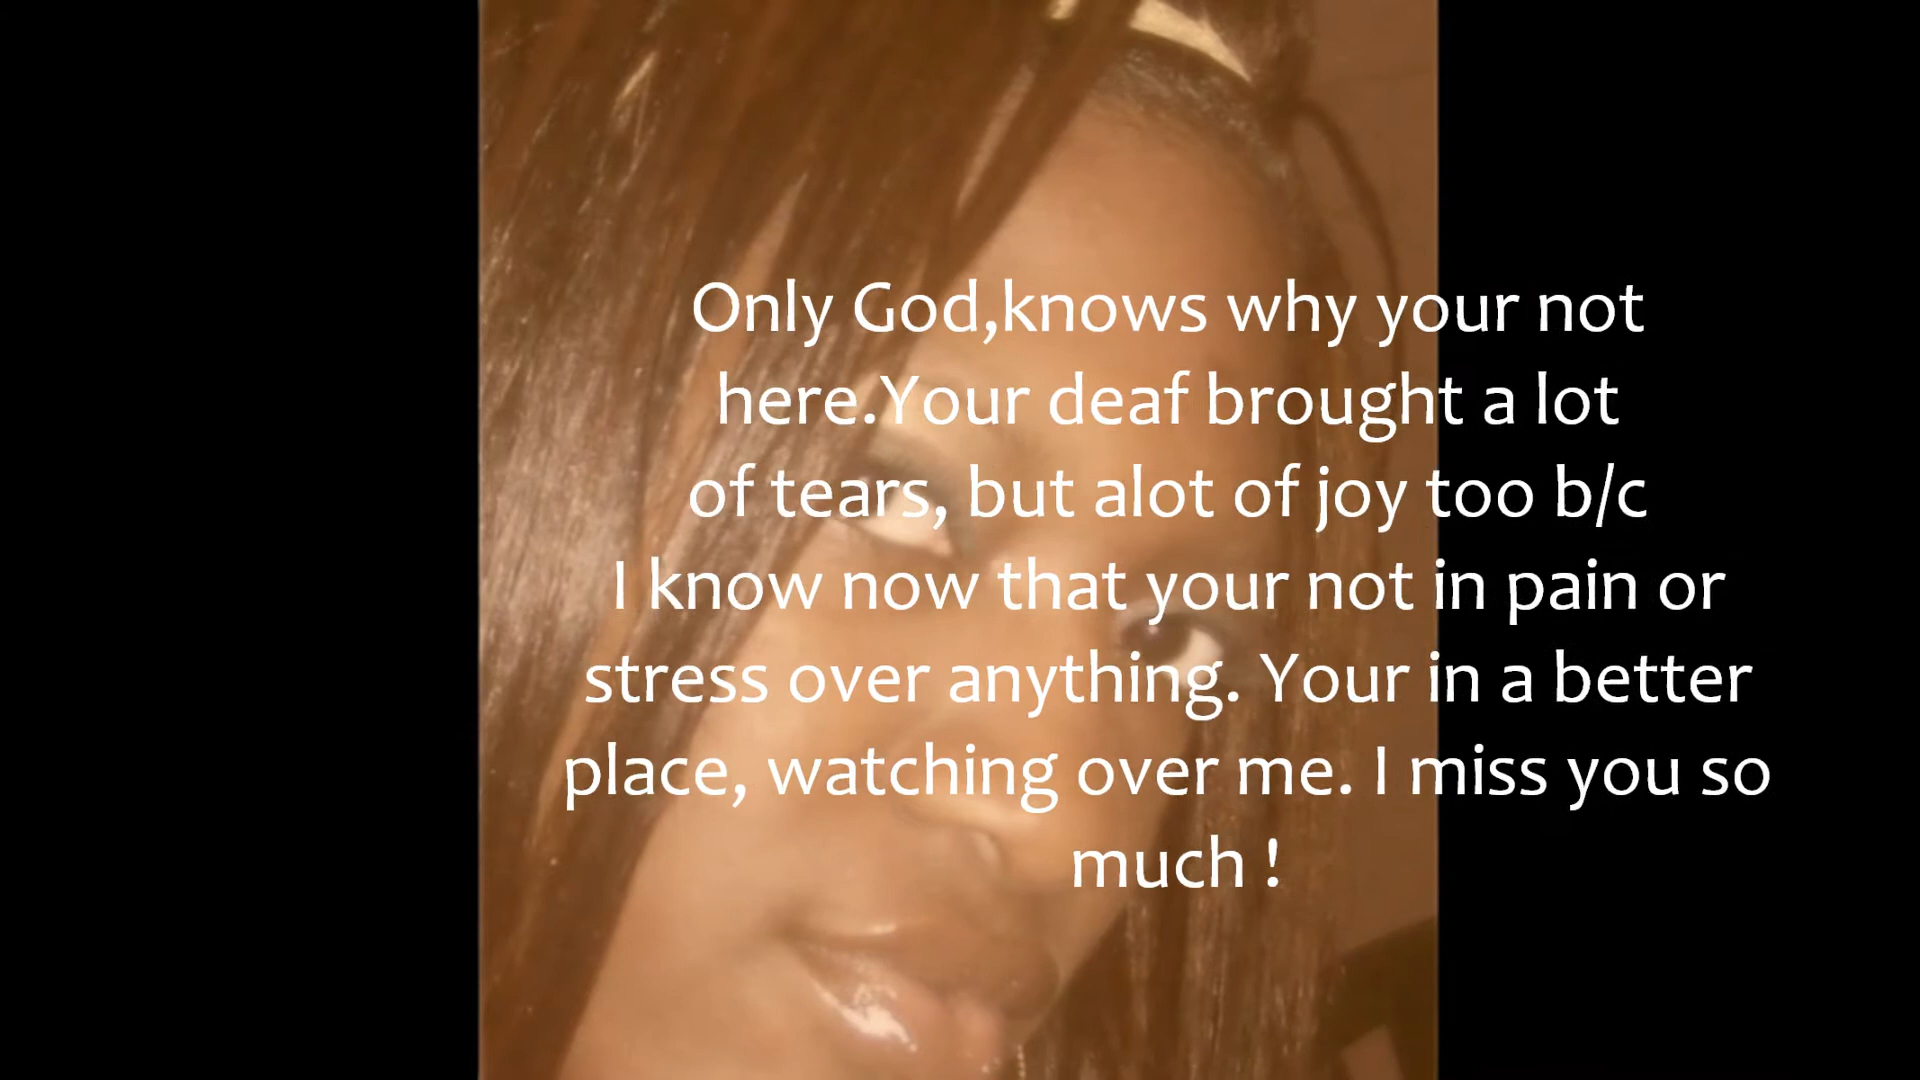 Only God,knows why your not
here.Your deaf brought a lot
of tears, but alot of joy too b/c
I know now that your not in pain or
stress over anything. Your in a better
place, watching over me. I miss you so
much !